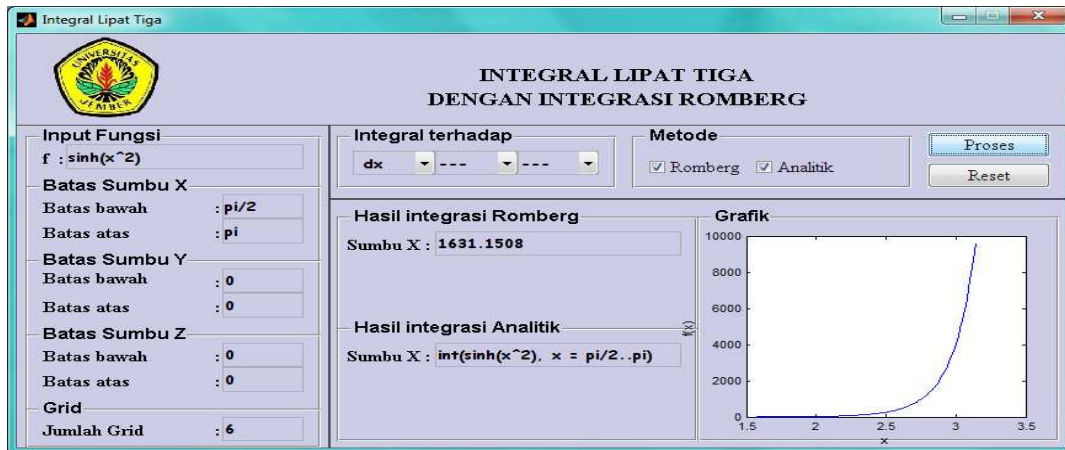 Integral Lipat Tiga
UNIVERSITAS
JEMBER
INTEGRAL LIPAT TIGA
DENGAN INTEGRASI ROMBERG
Input Fungsi
f : sinh(x^2)
Batas Sumbu X
Batas bawah : pi/2
Batas atas : pi
Batas Sumbu Y
Batas bawah : 0
Batas atas : 0
Batas Sumbu Z
Batas bawah : 0
Batas atas : 0
Grid
Jumlah Grid : 6
Integral terhadap
dx --- ---
Metode
Romberg Analitik
Proses
Reset
Hasil integrasi Romberg
Sumbu X : 1631.1508
Hasil integrasi Analitik
Sumbu X : int(sinh(x^2), x = pi/2..pi)
Grafik
10000
8000
6000
4000
2000
0
f(x)
1.5 2 2.5 3 3.5
x